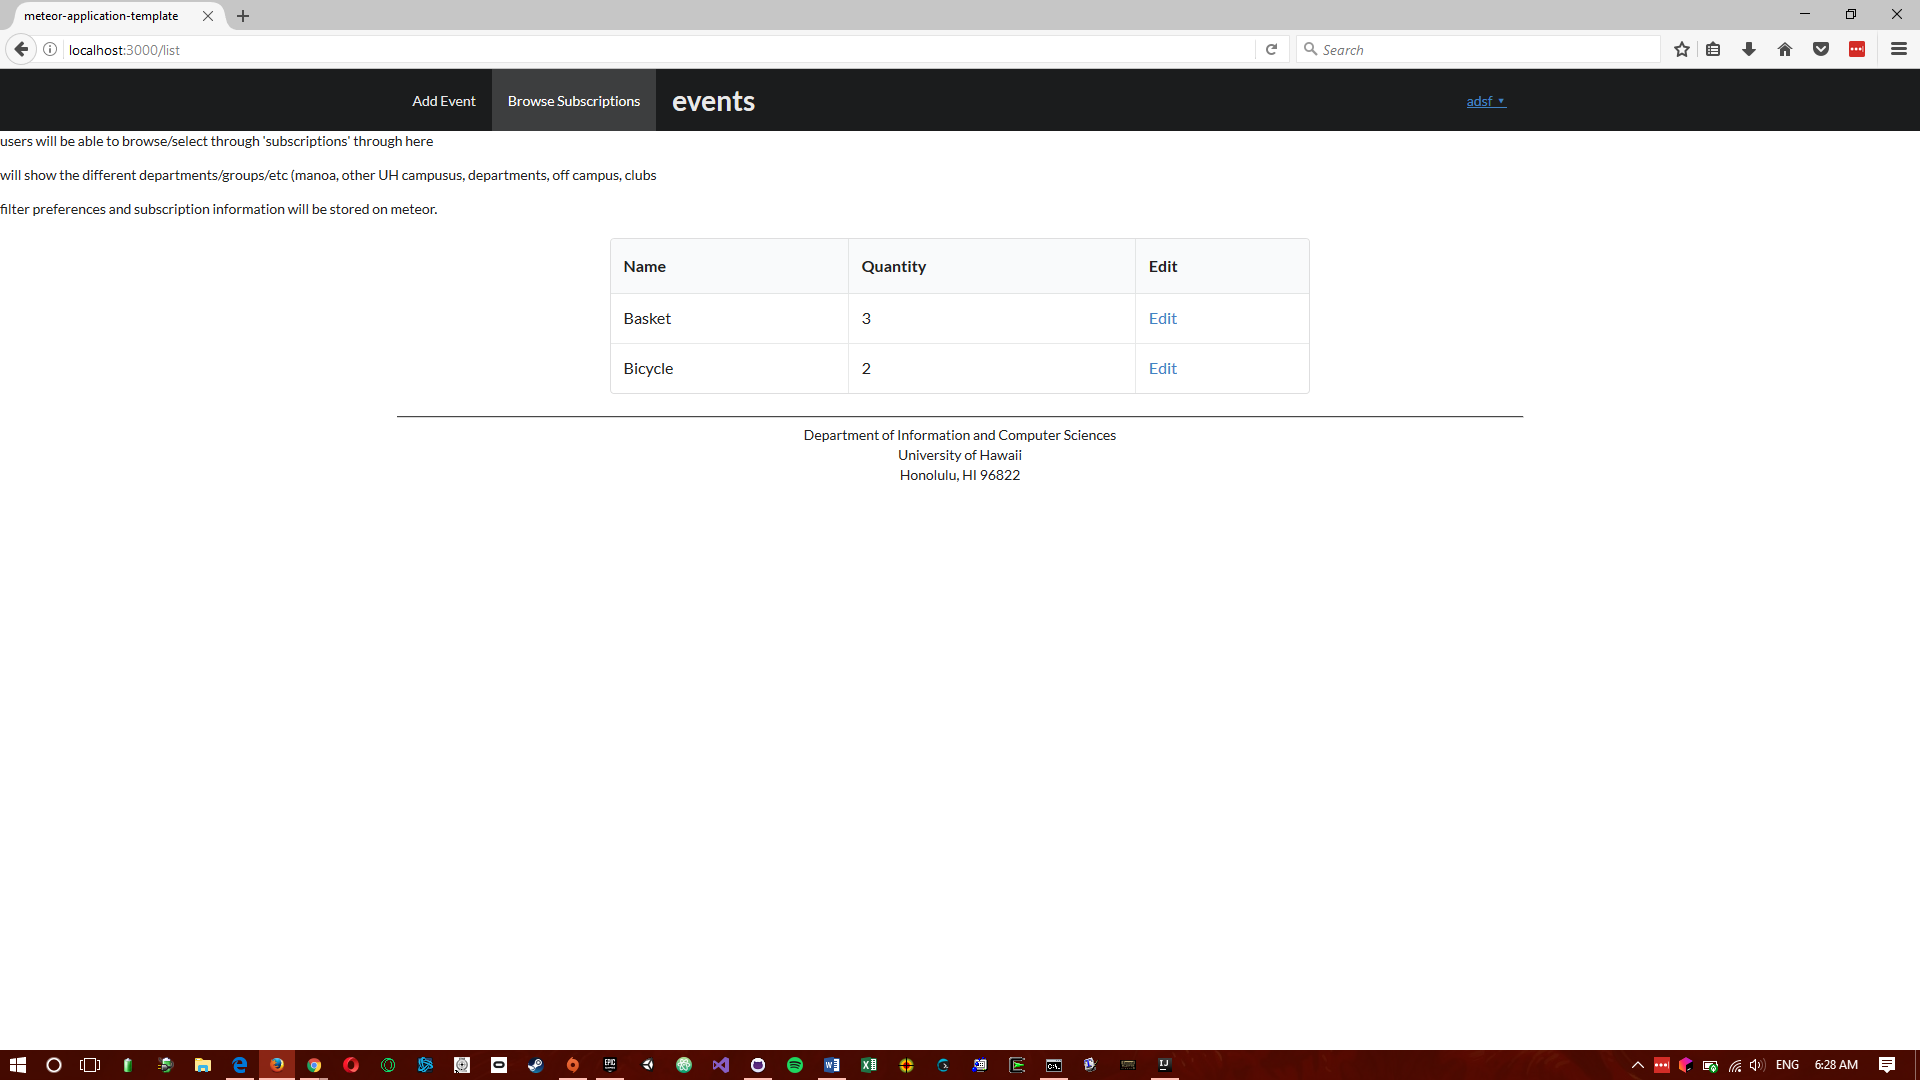 meteor-application-template
localhost:3000/list
Search
Add Event
Browse Subscriptions
events
adsf
users will be able to browse/select through 'subscriptions' through here
will show the different departments/groups/etc (manoa, other UH campusus, departments, off campus, clubs
filter preferences and subscription information will be stored on meteor.
Name Quantity Edit
Basket 3 Edit
Bicycle 2 Edit
Department of Information and Computer Sciences
University of Hawaii
Honolulu, HI 96822
EPIC
ENG
6:28 AM